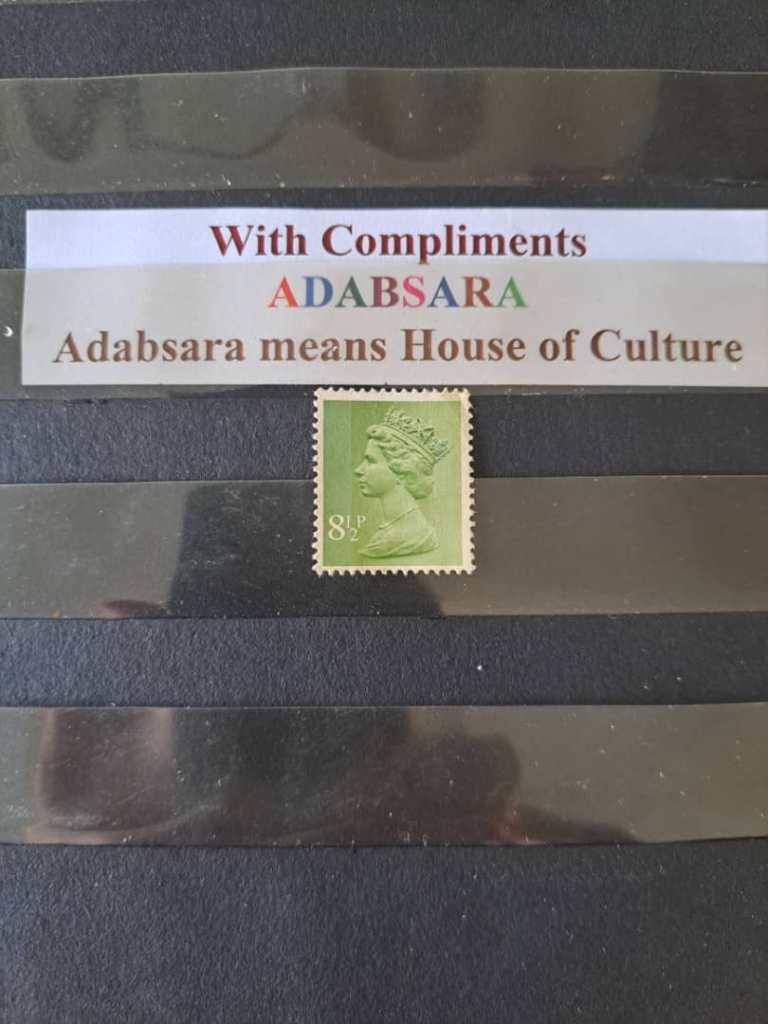 With Compliments
ADABSARA
Adabsara means House of Culture
8½P